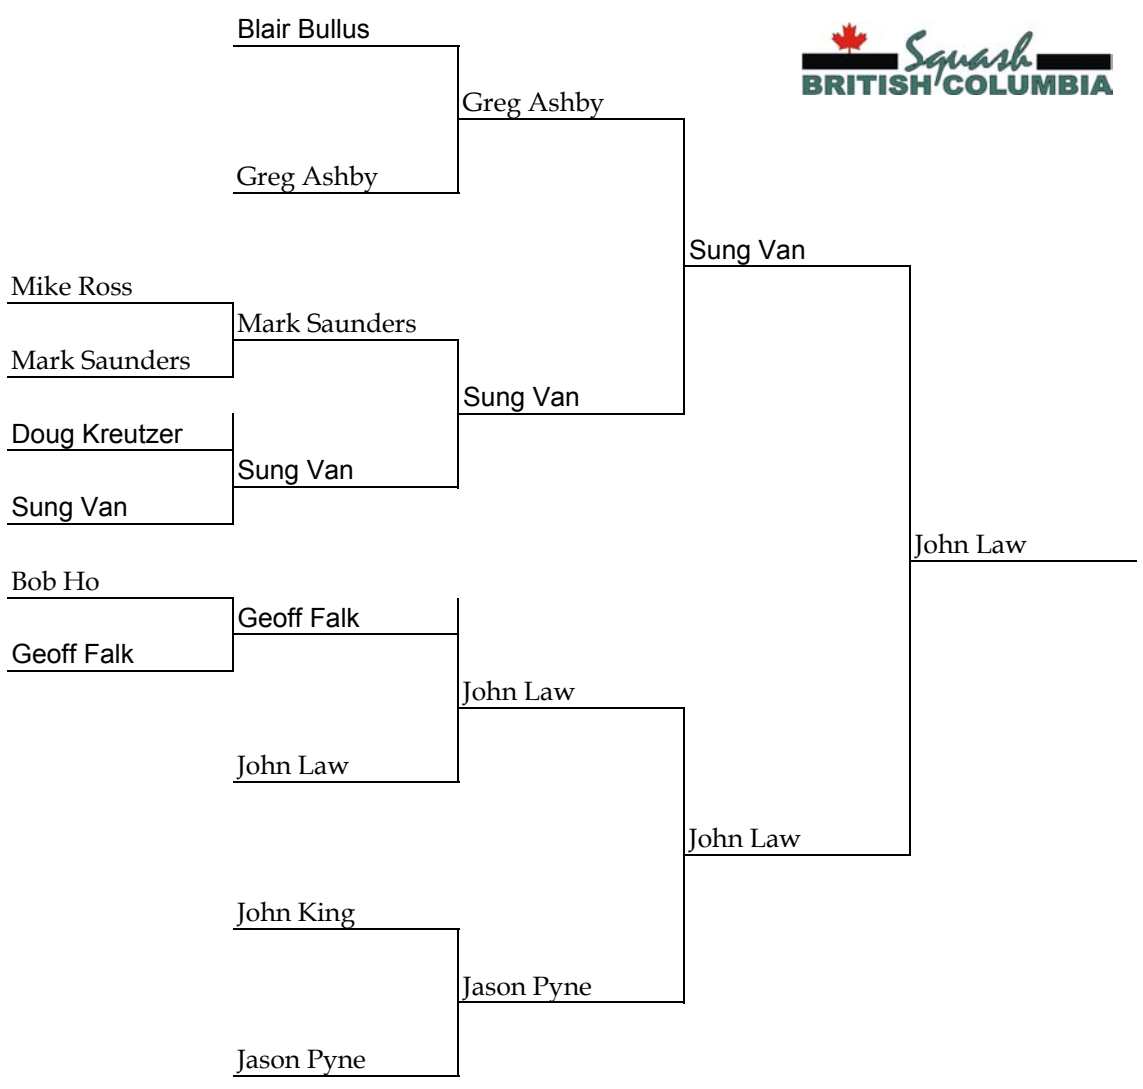 Blair Bullus
Squash
BRITISH COLUMBIA
Greg Ashby
Greg Ashby
Sung Van
Mike Ross
Mark Saunders
Mark Saunders
Sung Van
Doug Kreutzer
Sung Van
Sung Van
John Law
Bob Ho
Geoff Falk
Geoff Falk
John Law
John Law
John Law
John King
Jason Pyne
Jason Pyne